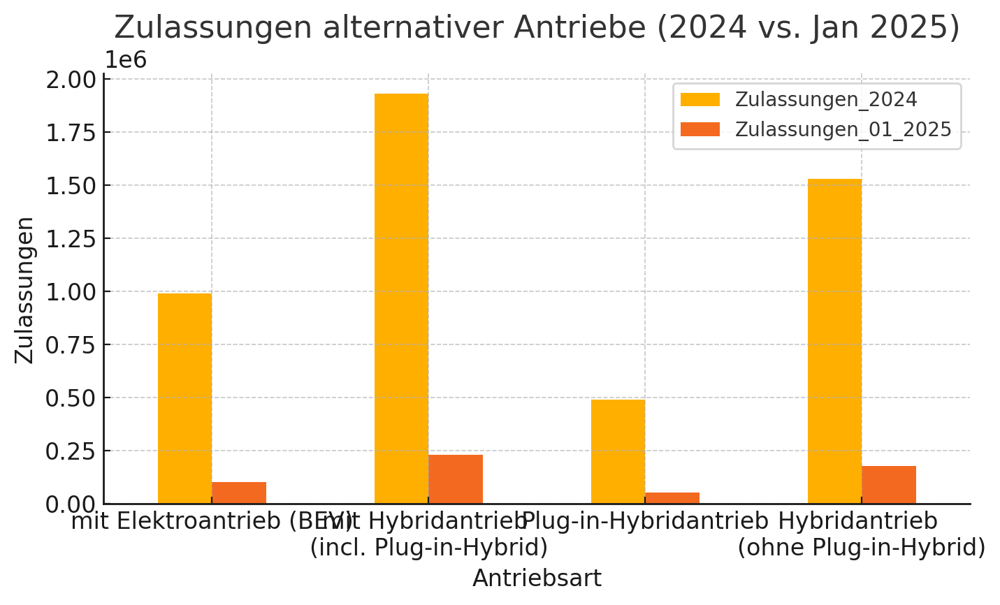 Zulassungen alternativer Antriebe (2024 vs. Jan 2025)
1e6
2.00
1.75
1.50
1.25
1.00
0.75
0.50
0.25
0.00
Zulassungen
Zulassungen_2024
Zulassungen_01_2025
mit Elektroantrieb (BEV)
mit Hybridantrieb
(incl. Plug-in-Hybrid)
Plug-in-Hybridantrieb
Hybridantrieb
(ohne Plug-in-Hybrid)
Antriebsart